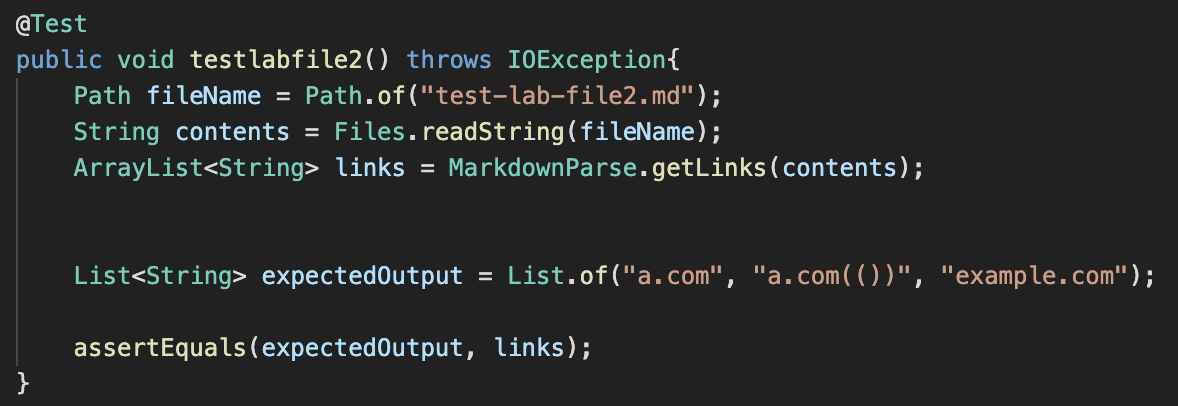 @Test
public void testlabfile2() throws IOException{
Path fileName = Path.of("test-lab-file2.md");
String contents = Files.readString(fileName);
ArrayList<String> links = MarkdownParse.getLinks(contents);
List<String> expectedOutput = List.of("a.com", "a.com(())", "example.com");
assertEquals(expectedOutput, links);
}